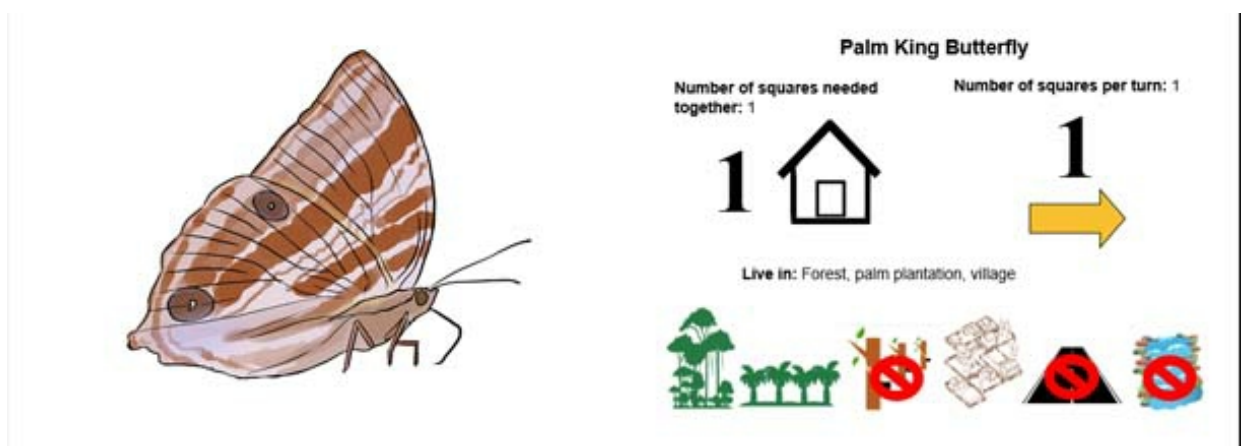 Palm King Butterfly
Number of squares needed
together: 1
Number of squares per turn: 1
1
1
Live in: Forest, palm plantation, village